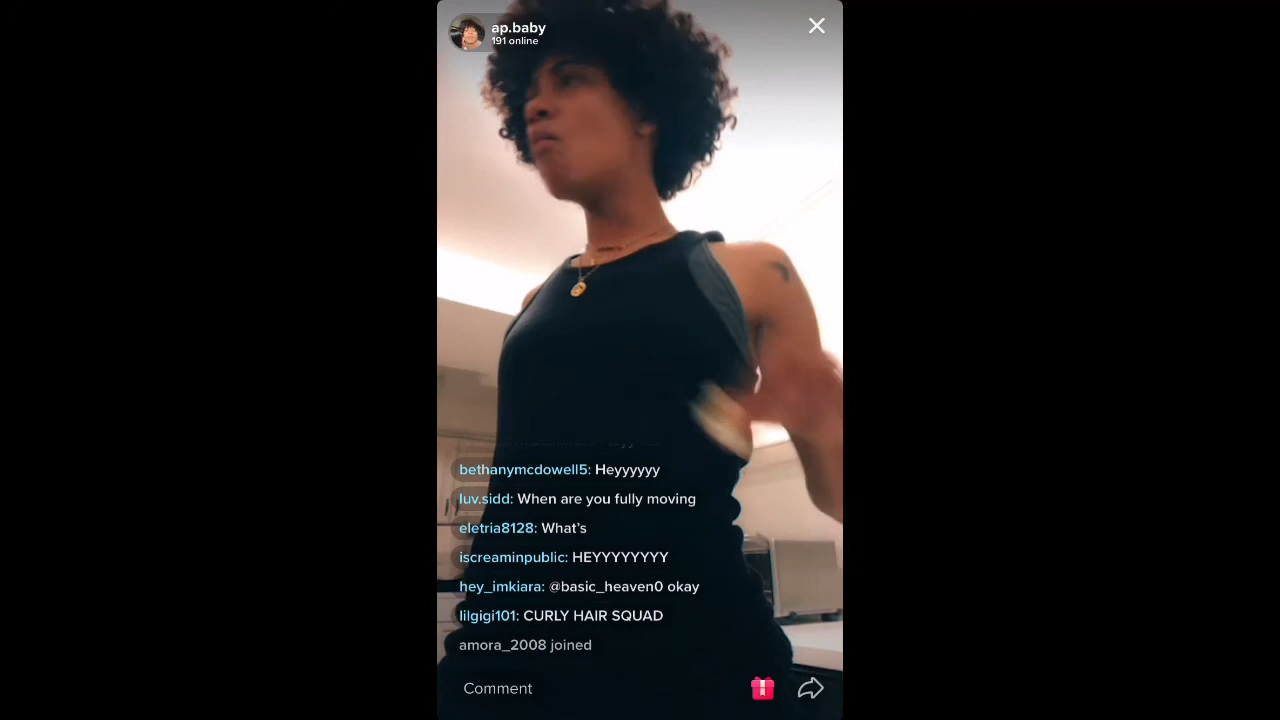 ap.baby
191 online
bethanymcdowell5: Heyyyyyy
luv.sidd: When are you fully moving
eletria8128: What's
iscreaminpublic: HEYYYYYYYY
hey_imkiara: @basic_heaven0 okay
lilgigi101: CURLY HAIR SQUAD
amora_2008 joined
Comment